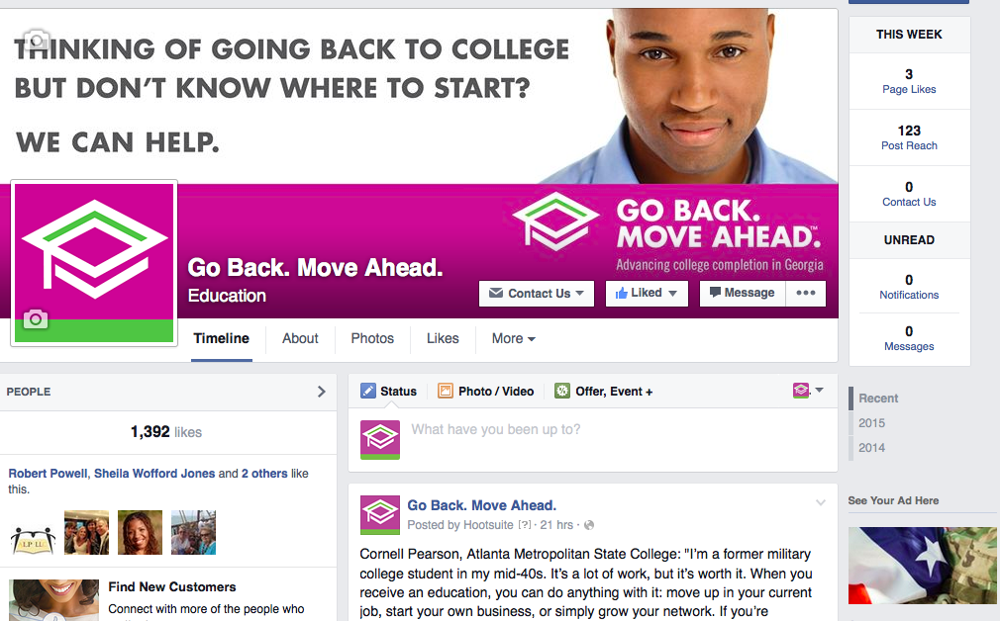 THINKING OF GOING BACK TO COLLEGE
BUT DON'T KNOW WHERE TO START?
WE CAN HELP.
GO BACK.
MOVE AHEAD.™
Advancing college completion in Georgia
Go Back. Move Ahead.
Education
Contact Us
Liked
Message
•••
Timeline
About
Photos
Likes
More
THIS WEEK
3
Page Likes
123
Post Reach
0
Contact Us
UNREAD
0
Notifications
0
Messages
Recent
2015
2014
See Your Ad Here
PEOPLE
1,392 likes
Robert Powell, Sheila Wofford Jones and 2 others like
this.
Find New Customers
Connect with more of the people who
Status
Photo / Video
Offer, Event +
What have you been up to?
Go Back. Move Ahead.
Posted by Hootsuite [?] · 21 hrs ·
Cornell Pearson, Atlanta Metropolitan State College: "I'm a former military
college student in my mid-40s. It's a lot of work, but it's worth it. When you
receive an education, you can do anything with it: move up in your current
job, start your own business, or simply grow your network. If you're